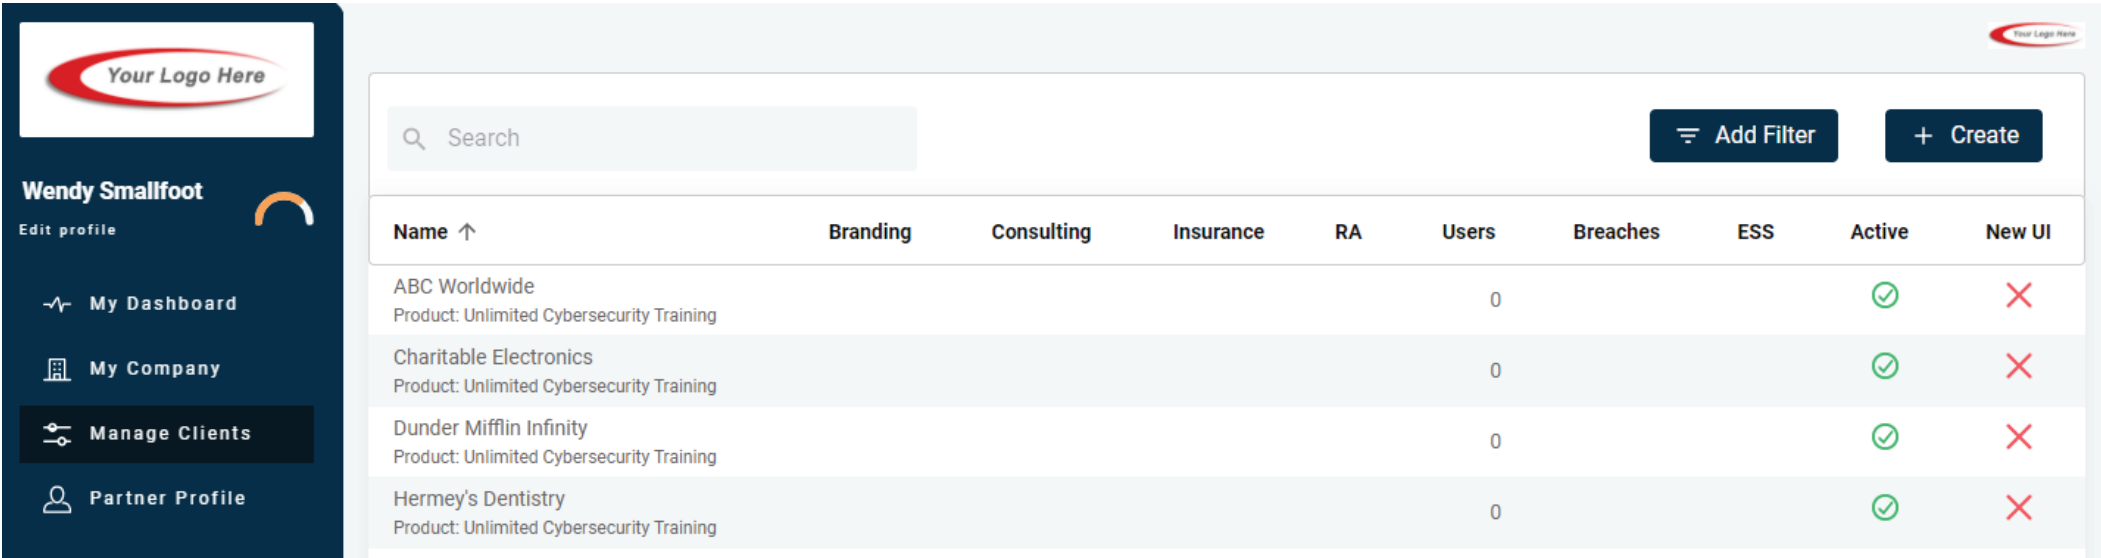 Your Logo Here
Your Logo Here
Wendy Smallfoot
Edit profile
My Dashboard
My Company
Manage Clients
Partner Profile
Search
Add Filter
+ Create
Name ↑ Branding Consulting Insurance RA Users Breaches ESS Active New UI
ABC Worldwide
Product: Unlimited Cybersecurity Training
0
Charitable Electronics
Product: Unlimited Cybersecurity Training
0
Dunder Mifflin Infinity
Product: Unlimited Cybersecurity Training
0
Hermey's Dentistry
Product: Unlimited Cybersecurity Training
0